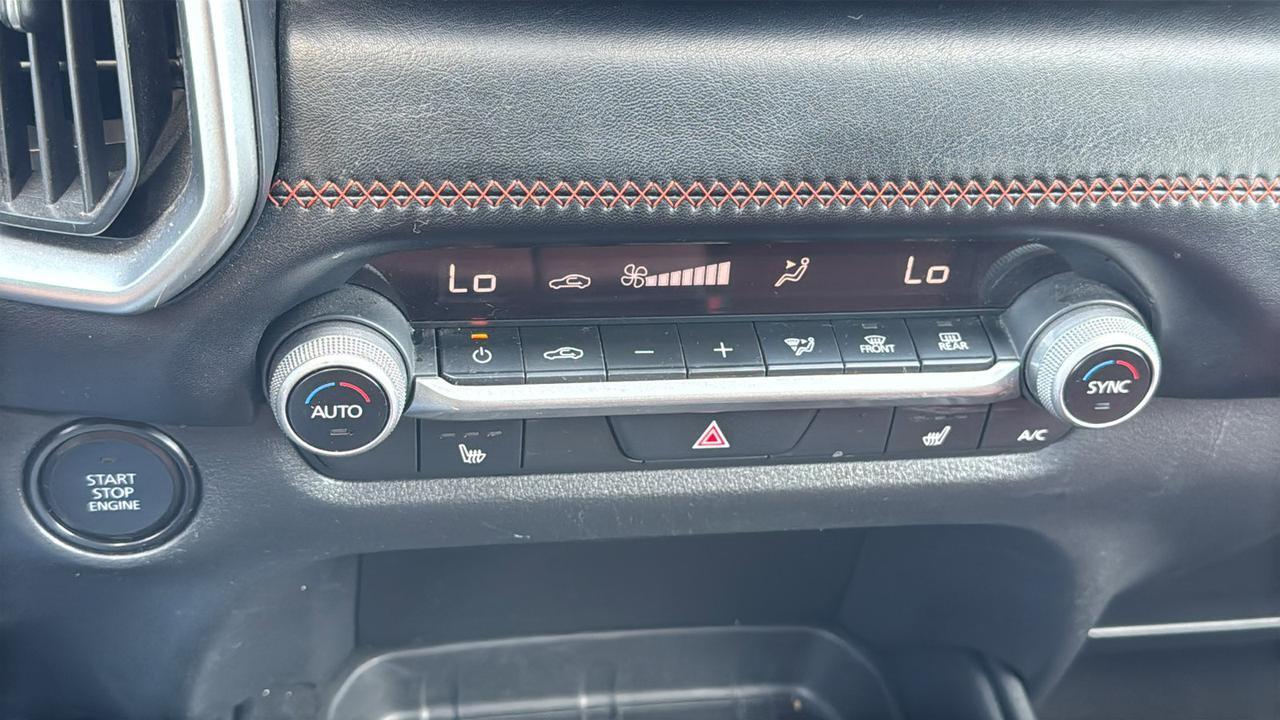 Lo Lo
FRONT
REAR
AUTO
SYNC
A/C
START
STOP
ENGINE